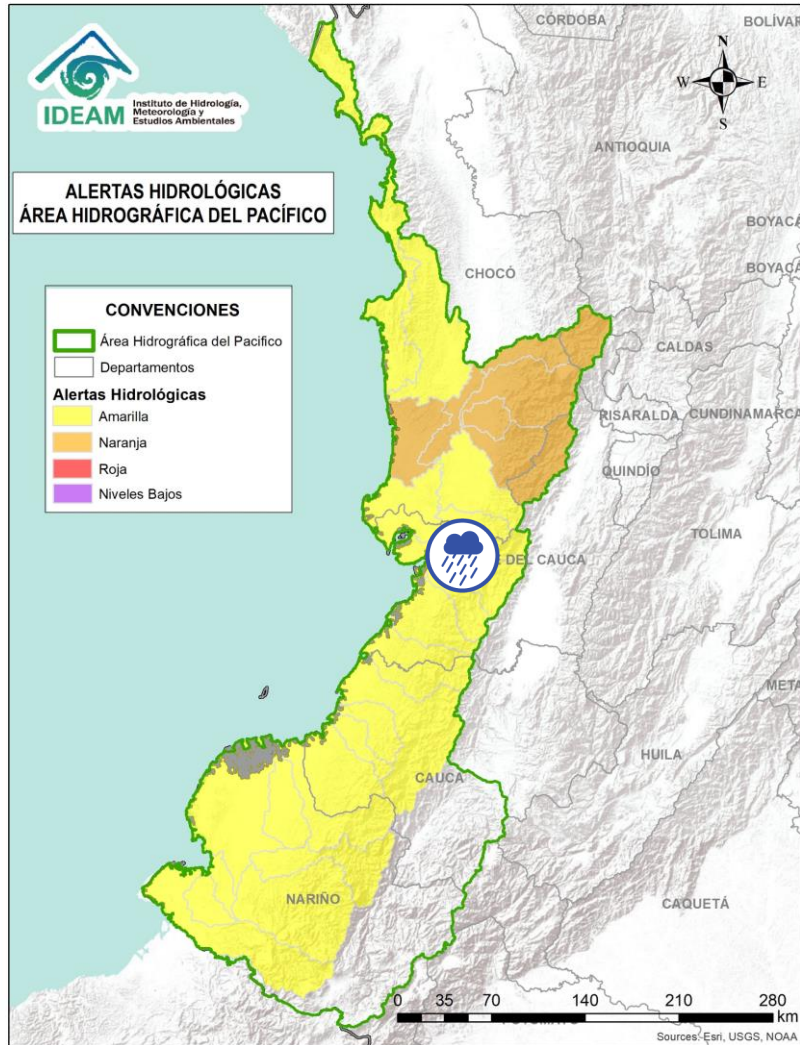 IDEAM
Instituto de Hidrología,
Meteorología y
Estudios Ambientales
ALERTAS HIDROLÓGICAS
ÁREA HIDROGRÁFICA DEL PACÍFICO
CONVENCIONES
Área Hidrográfica del Pacifico
Departamentos
Alertas Hidrológicas
Amarilla
Naranja
Roja
Niveles Bajos
CÓRDOBA
BOLÍVAR
N
W
E
S
ANTIOQUIA
BOYACÁ
CHOCÓ
BOYACÁ
CALDAS
RISARALDA
CUNDINAMARCA
QUINDÍO
TOLIMA
DEL CAUCA
META
HUILA
CAUCA
NARIÑO
CAQUETÁ
0 35 70 140 210 280
km
Sources: Esri, USGS, NOAA